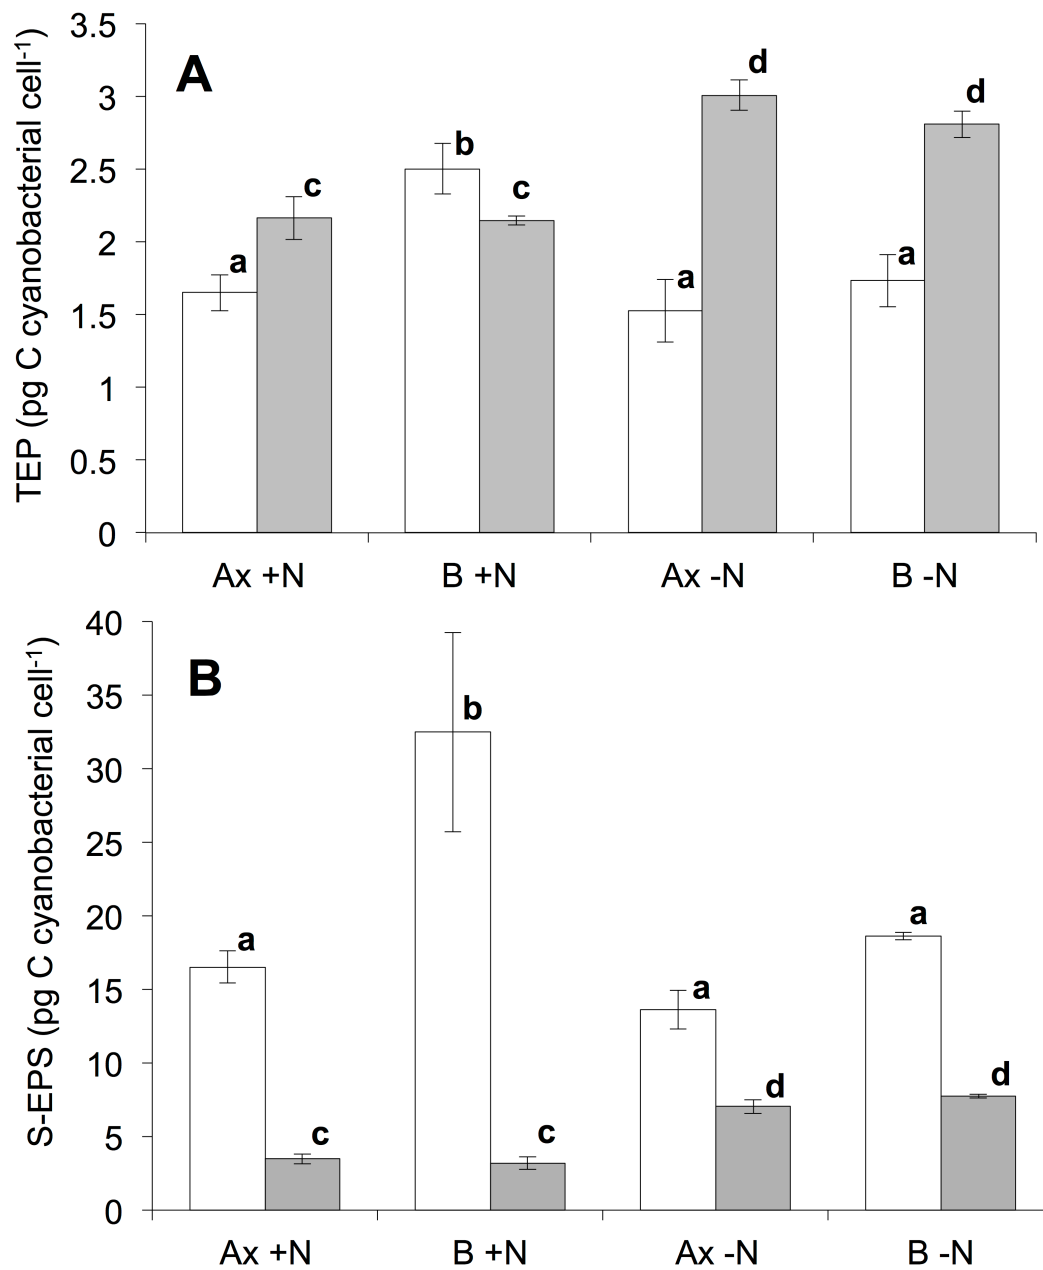 TEP (pg C cyanobacterial cell-1)
A
3.5
3
2.5
2
1.5
1
0.5
0
a
c
b
c
a
d
a
d
Ax +N
B +N
Ax -N
B -N
S-EPS (pg C cyanobacterial cell-1)
B
40
35
30
25
20
15
10
5
0
a
c
b
c
a
d
a
d
Ax +N
B +N
Ax -N
B -N